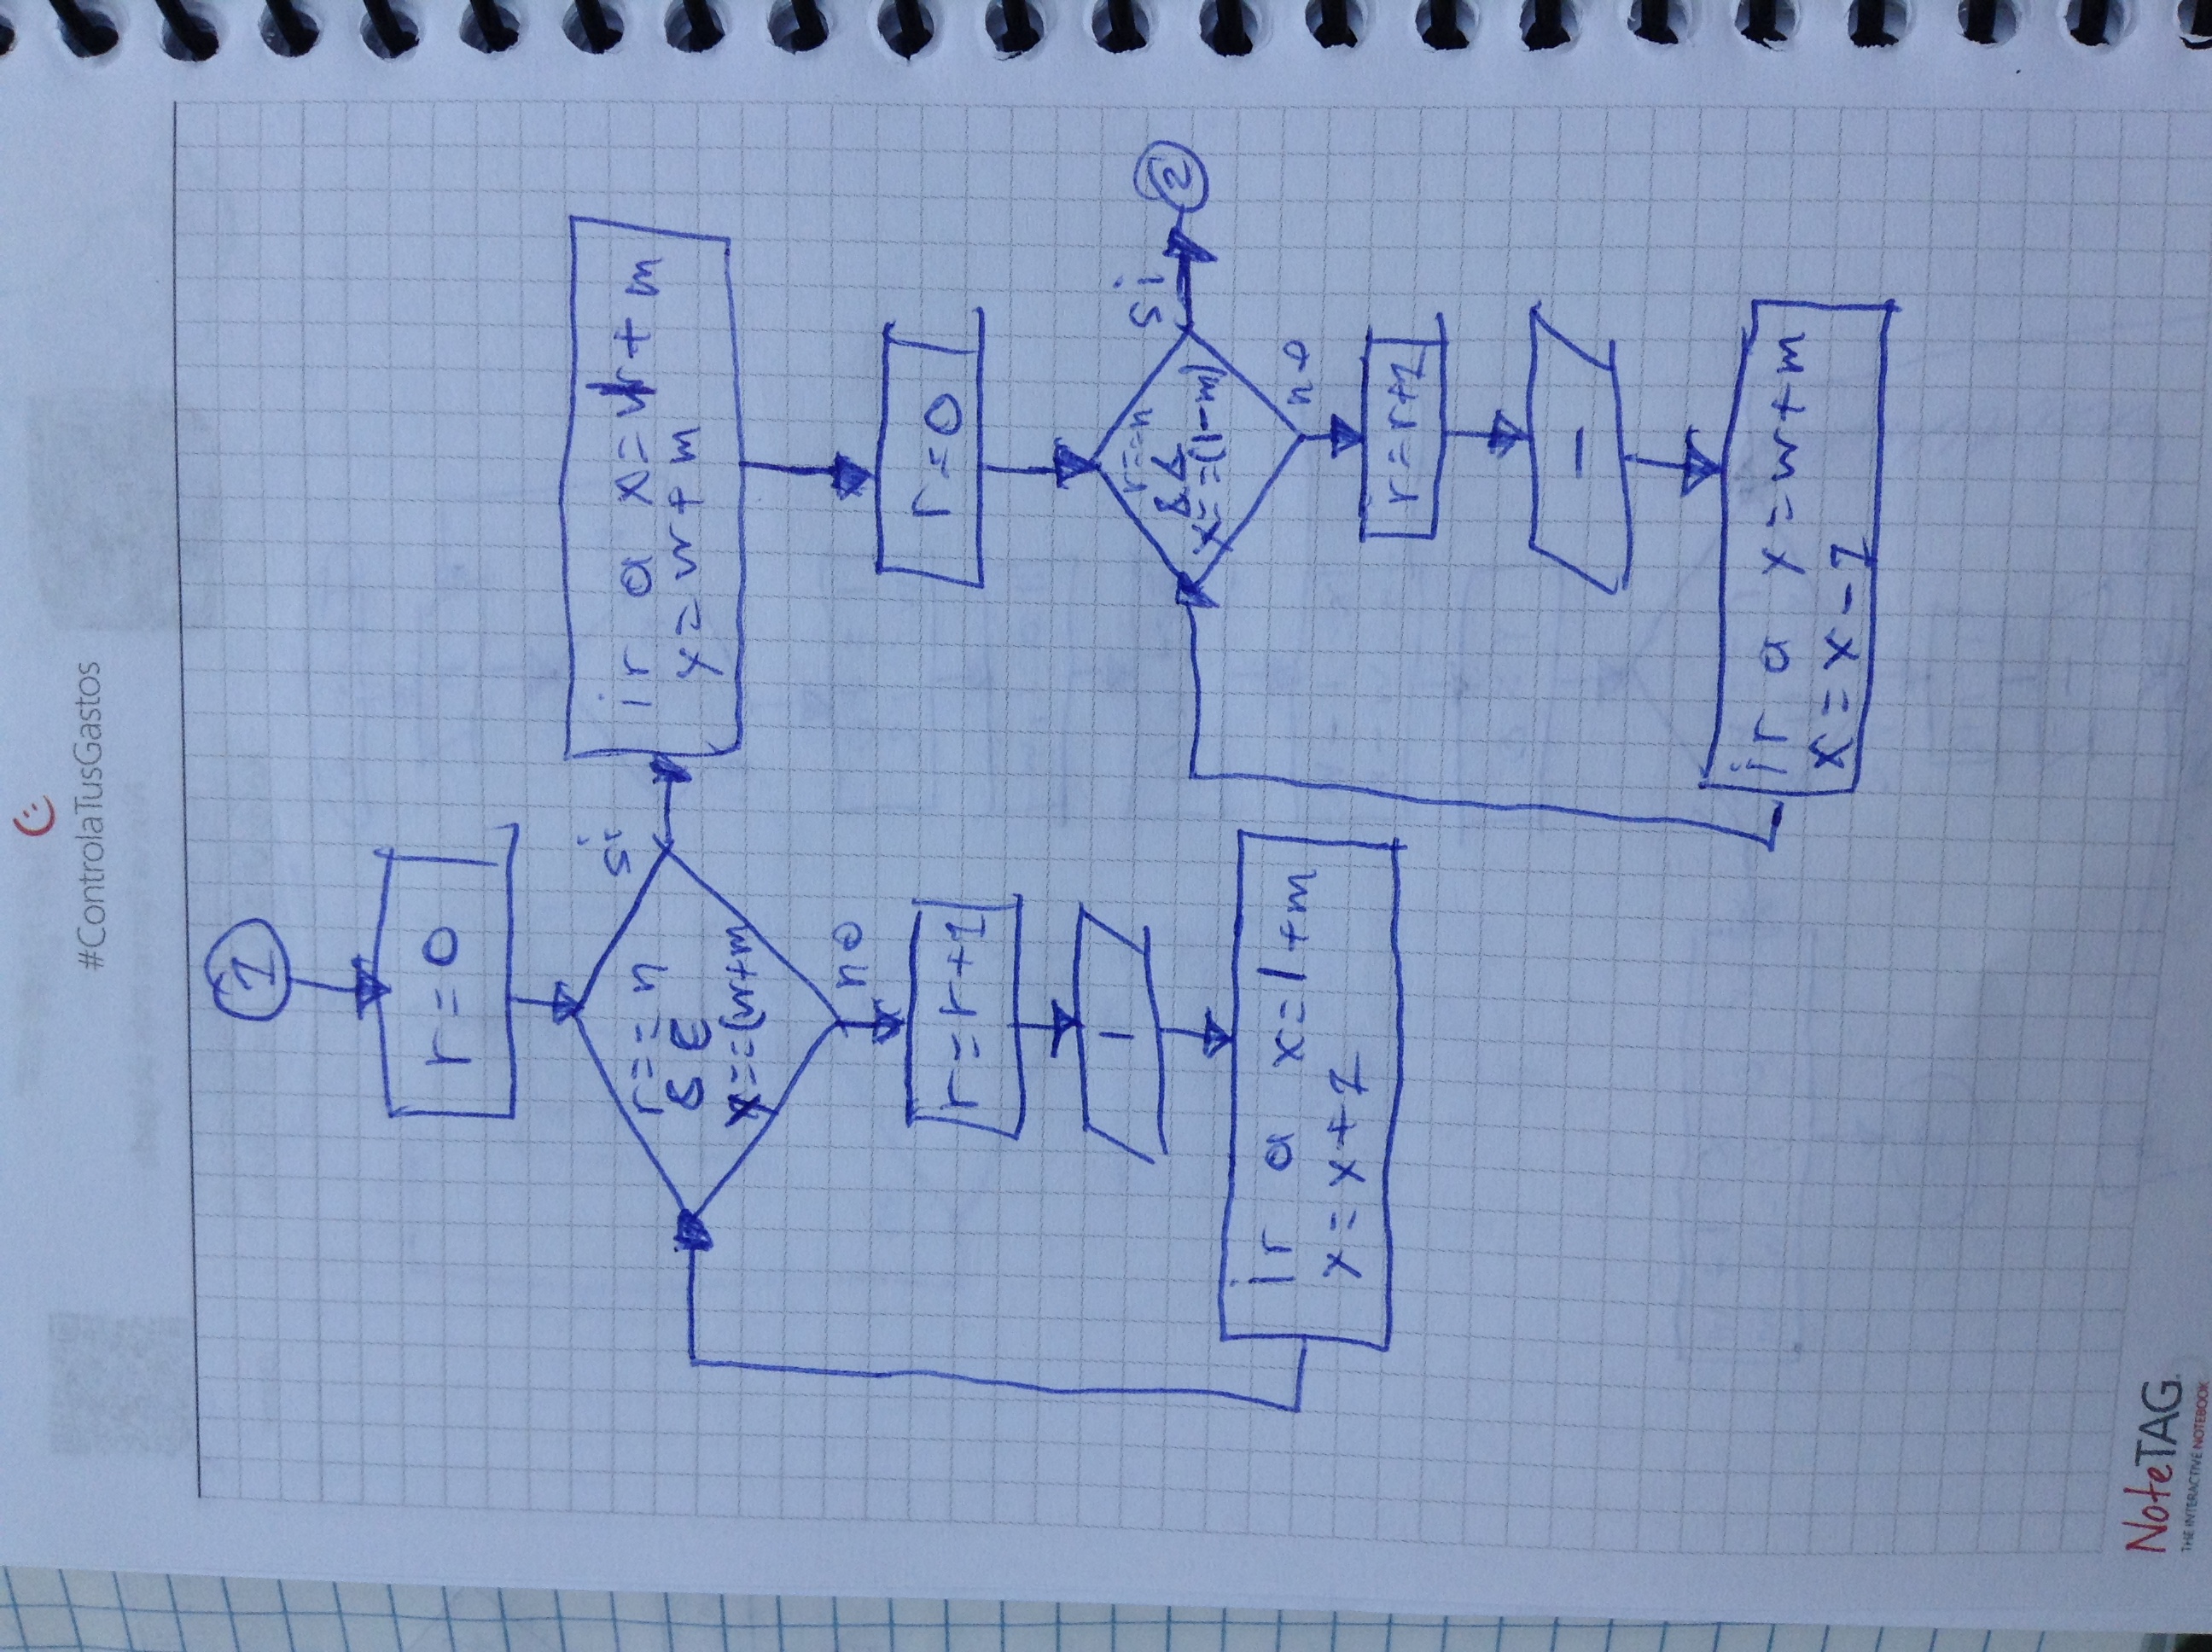 #ControlaTusGastos
1
r = 0
r == n
&&
x == (w+m
si
ir a x = w + m
y = w + m
no
r = r + 1
|
ir a x = l + m
y = y + 1
r = 0
r == n
&&
x == (l-m)
si
2
no
r = r + 1
—
ir a y = w + m
x = x - 1
NoteTAG
THE INTERACTIVE NOTEBOOK